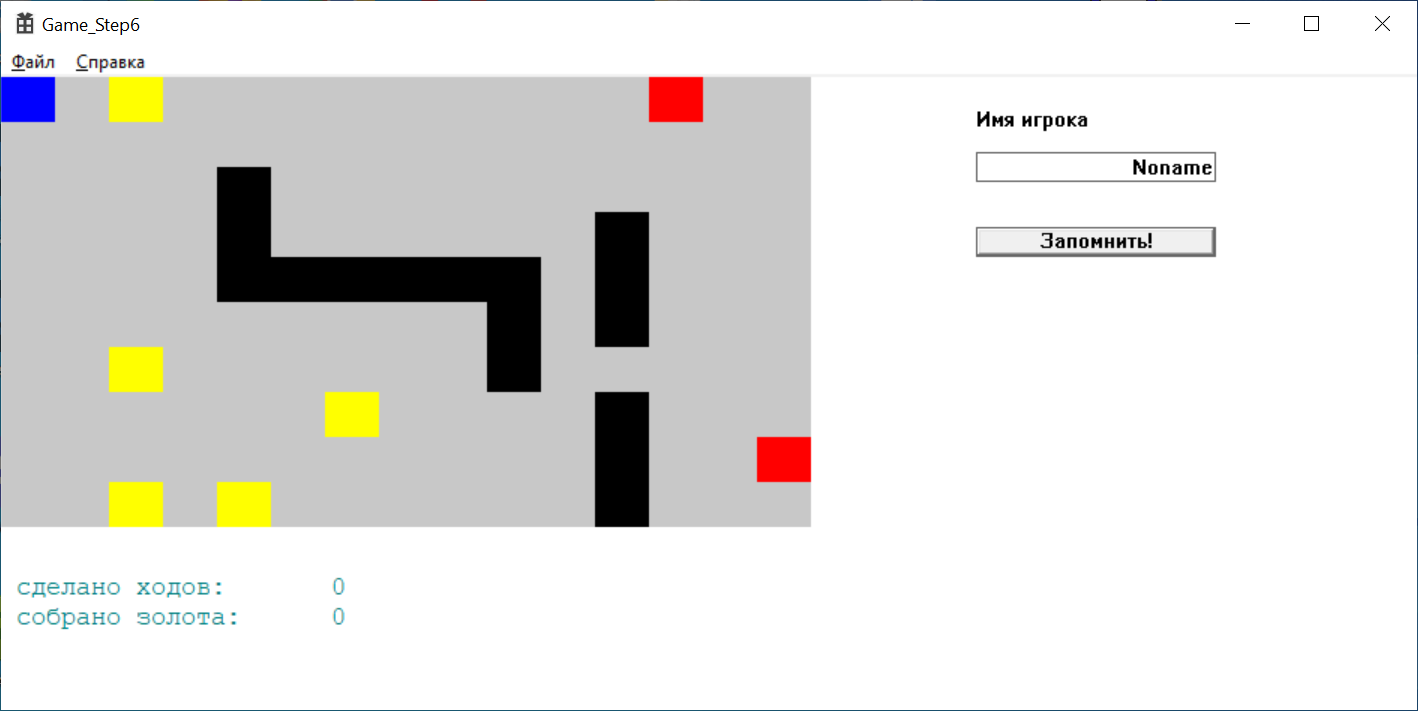 Game_Step6
Файл Справка
Имя игрока
Noname
Запомнить!
сделано ходов: 0
собрано золота: 0